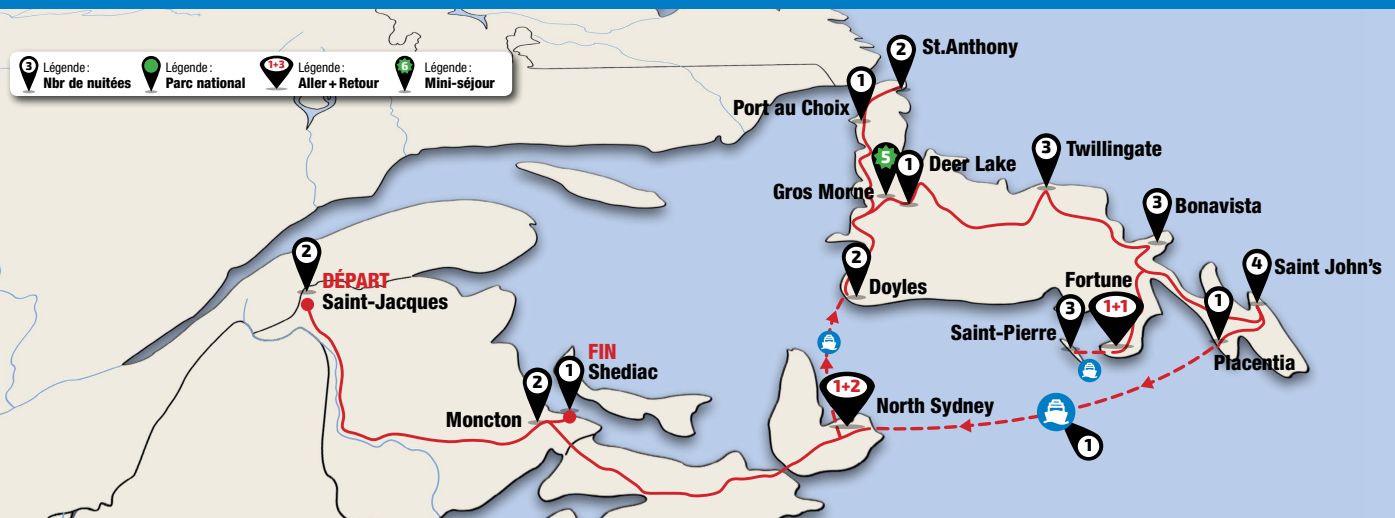 3 Légende :
Nbr de nuitées
Légende :
Parc national
1+3 Légende :
Aller + Retour
6 Légende :
Mini-séjour
2 St.Anthony
1
Port au Choix
5
Gros Morne
1 Deer Lake
3 Twillingate
3 Bonavista
4 Saint John's
2
DÉPART
Saint-Jacques
2
Doyles
Fortune
1+1
3
Saint-Pierre
1
Placentia
FIN
1 Shediac
2
Moncton
1+2
North Sydney
1